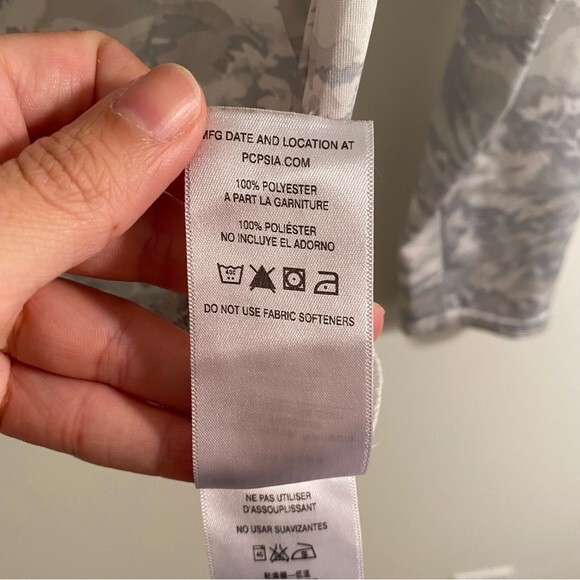 MFG DATE AND LOCATION AT
PCPSIA.COM
100% POLYESTER
A PART LA GARNITURE
100% POLIÉSTER
NO INCLUYE EL ADORNO
40C
DO NOT USE FABRIC SOFTENERS
NE PAS UTILISER
D'ASSOUPLISSANT
NO USAR SUAVIZANTES